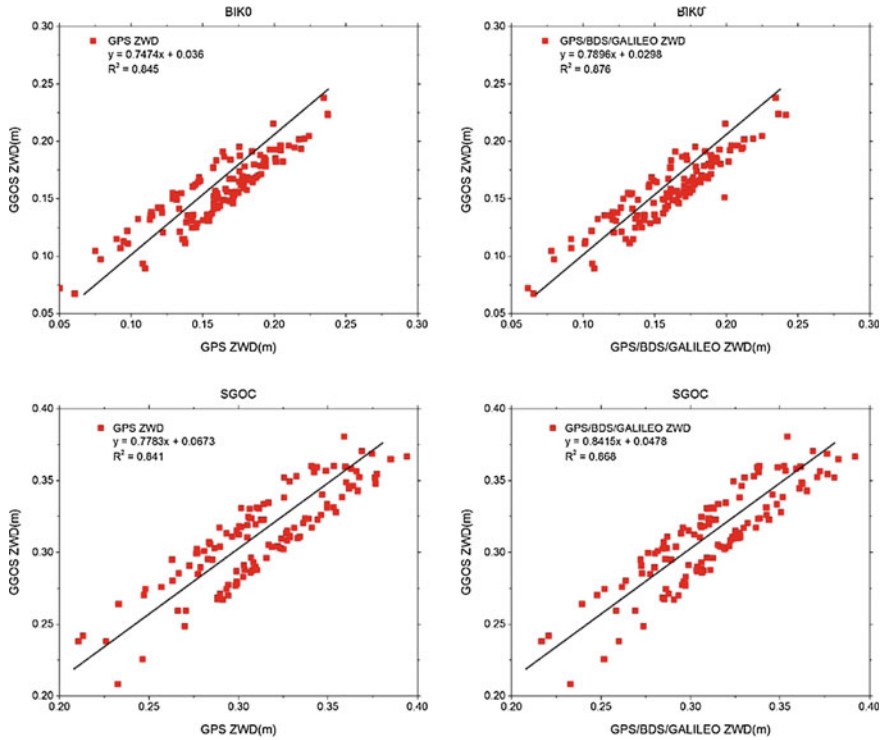 BIK0
GPS ZWD
y = 0.7474x + 0.036
R² = 0.845
0.30
0.25
0.20
0.15
0.10
0.05
GGOS ZWD(m)
0.05 0.10 0.15 0.20 0.25 0.30
GPS ZWD(m)
BIK0
GPS/BDS/GALILEO ZWD
y = 0.7896x + 0.0298
R² = 0.876
0.30
0.25
0.20
0.15
0.10
0.05
GGOS ZWD(m)
0.05 0.10 0.15 0.20 0.25 0.30
GPS/BDS/GALILEO ZWD(m)
SGOC
GPS ZWD
y = 0.7783x + 0.0673
R² = 0.841
0.40
0.35
0.30
0.25
0.20
GGOS ZWD(m)
0.20 0.25 0.30 0.35 0.40
GPS ZWD(m)
SGOC
GPS/BDS/GALILEO ZWD
y = 0.8415x + 0.0478
R² = 0.868
0.40
0.35
0.30
0.25
0.20
GGOS ZWD(m)
0.20 0.25 0.30 0.35 0.40
GPS/BDS/GALILEO ZWD(m)